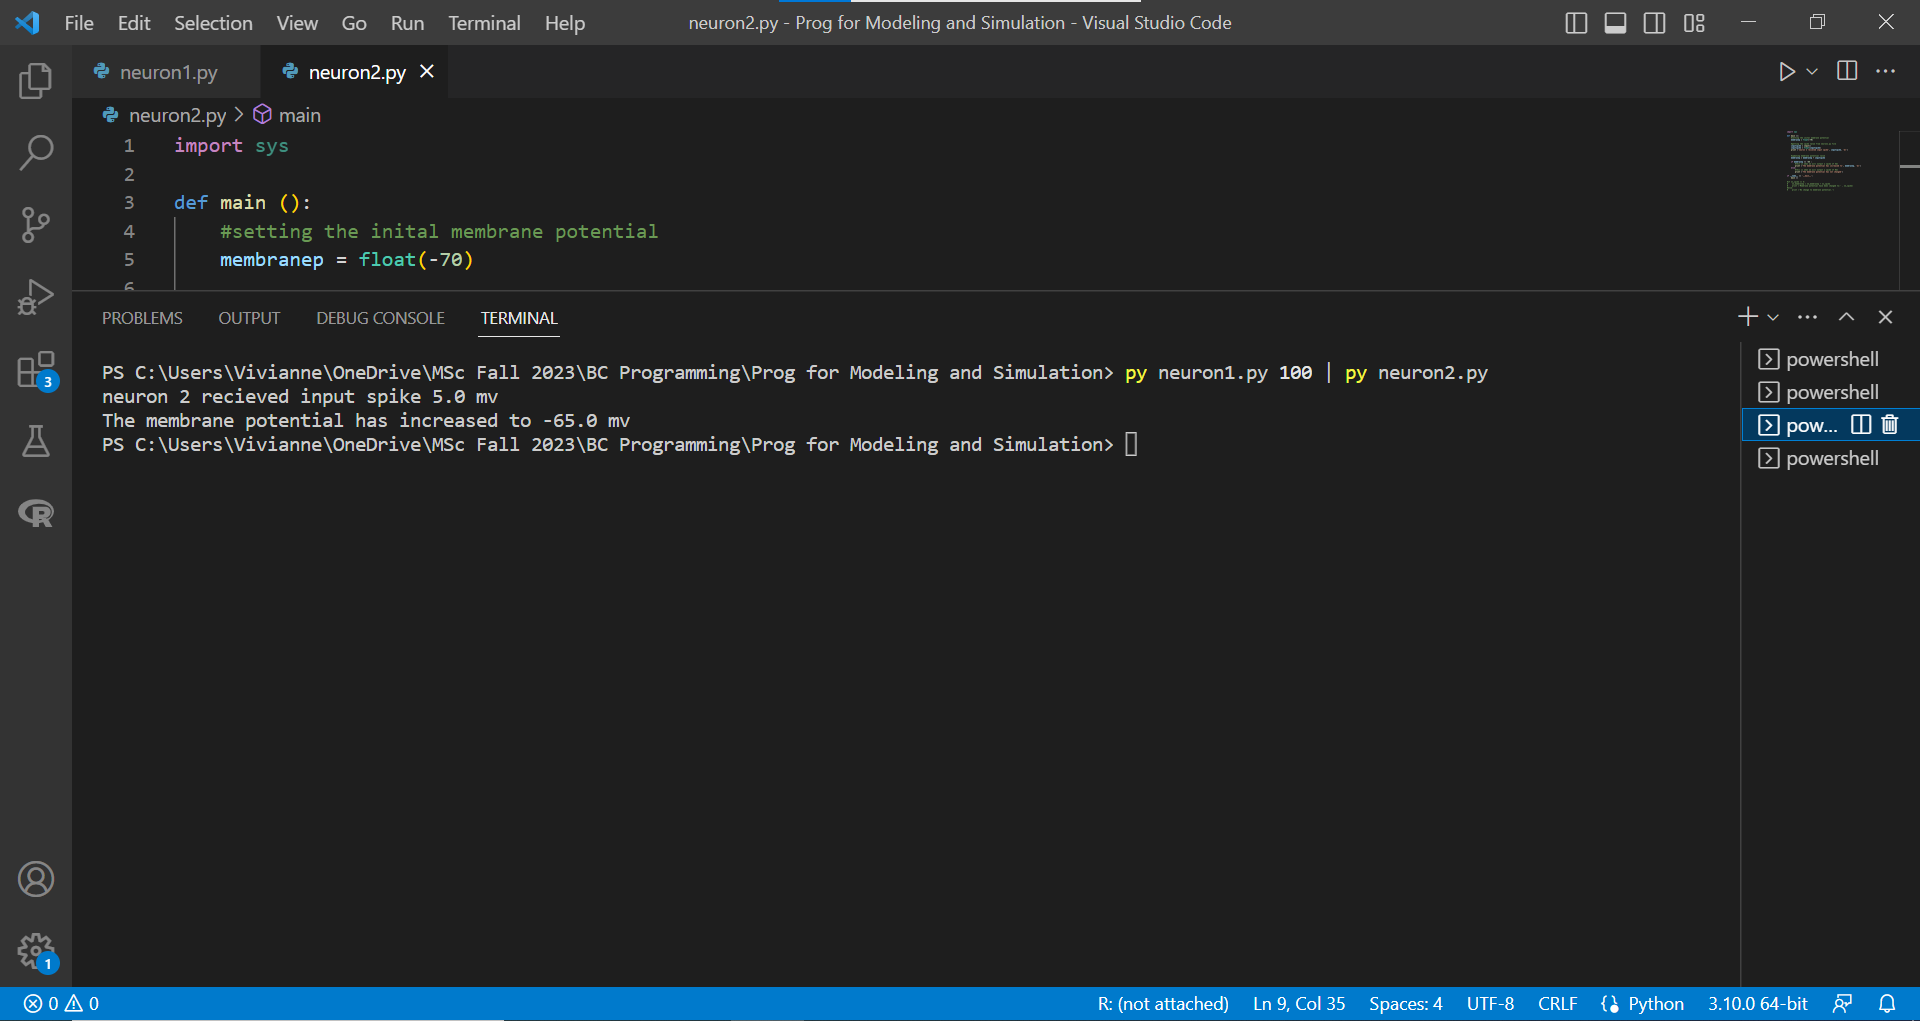 File Edit Selection View Go Run Terminal Help neuron2.py - Prog for Modeling and Simulation - Visual Studio Code
neuron1.py neuron2.py
neuron2.py > main
1 import sys
2
3 def main ():
4 #setting the inital membrane potential
5 membranep = float(-70)
6
PROBLEMS OUTPUT DEBUG CONSOLE TERMINAL
PS C:\Users\Vivianne\OneDrive\MSc Fall 2023\BC Programming\Prog for Modeling and Simulation> py neuron1.py 100 | py neuron2.py
neuron 2 recieved input spike 5.0 mv
The membrane potential has increased to -65.0 mv
PS C:\Users\Vivianne\OneDrive\MSc Fall 2023\BC Programming\Prog for Modeling and Simulation>
powershell
powershell
pow...
powershell
3
R
1
0 0 R: (not attached) Ln 9, Col 35 Spaces: 4 UTF-8 CRLF Python 3.10.0 64-bit